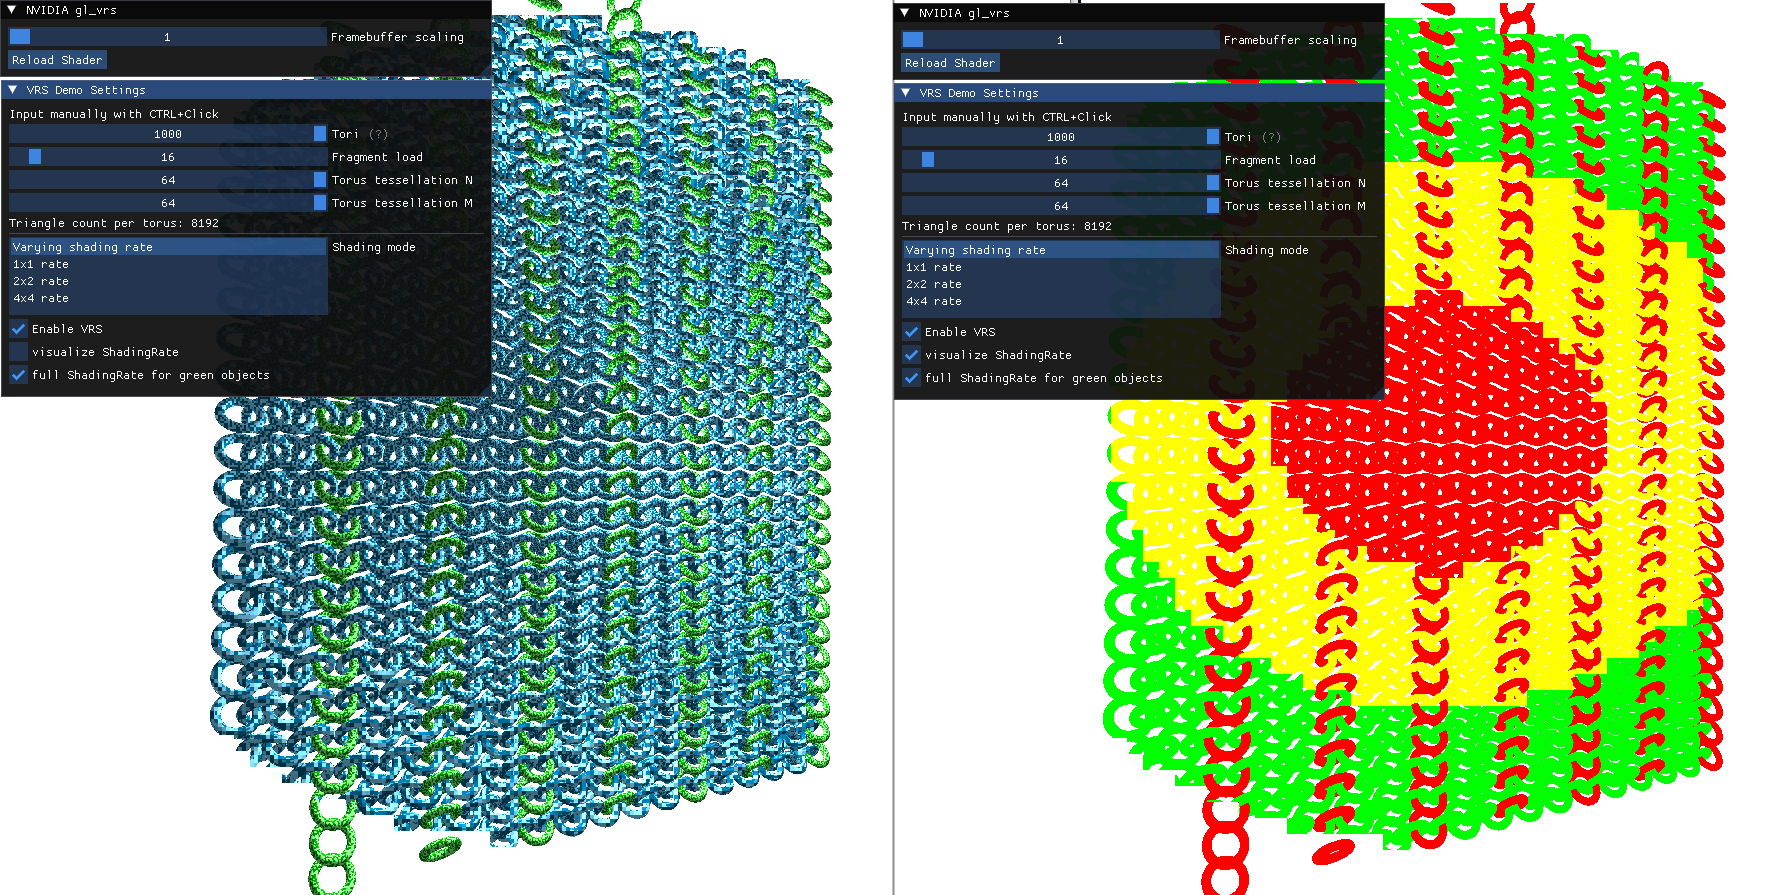 NVIDIA gl_vrs
1 Framebuffer scaling
Reload Shader
VRS Demo Settings
Input manually with CTRL+Click
1000 Tori (?)
16 Fragment load
64 Torus tessellation N
64 Torus tessellation M
Triangle count per torus: 8192
Varying shading rate Shading mode
1x1 rate
2x2 rate
4x4 rate
Enable VRS
visualize ShadingRate
full ShadingRate for green objects
NVIDIA gl_vrs
1 Framebuffer scaling
Reload Shader
VRS Demo Settings
Input manually with CTRL+Click
1000 Tori (?)
16 Fragment load
64 Torus tessellation N
64 Torus tessellation M
Triangle count per torus: 8192
Varying shading rate Shading mode
1x1 rate
2x2 rate
4x4 rate
Enable VRS
visualize ShadingRate
full ShadingRate for green objects